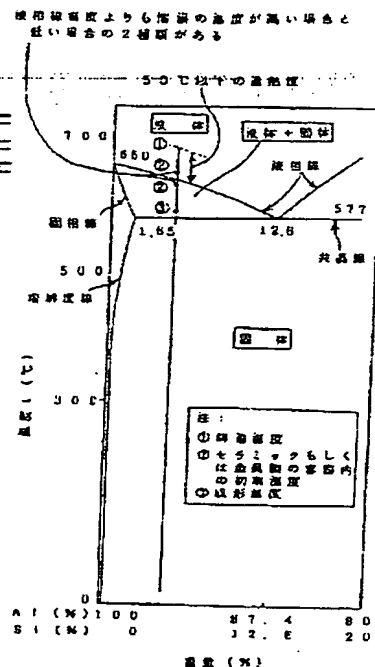 液相線温度よりも溶湯の温度が高い場合と
低い場合の2種類がある
50℃以下の過熱度
液体
液体+固体
700
660
①
②
②
③
液相線
577
固相線
1.65
12.6
共晶線
500
溶解度線
固体
300
温度(℃)
注:
①
②セラミックもしく
は金属製の容器内
の初期温度
③成形温度
0
Al(%)100 87.4 80
Si(%) 0 12.6 20
重量(%)